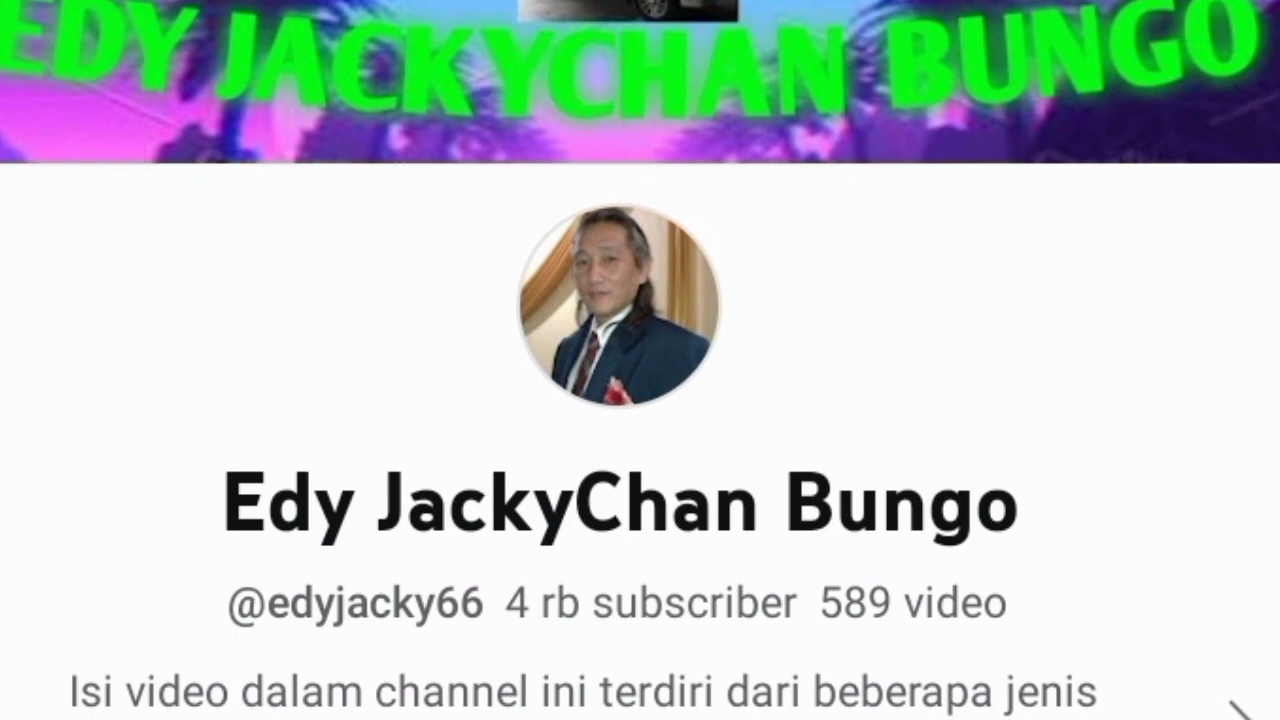 EDY JACKYCHAN BUNGO
Edy JackyChan Bungo
@edyjacky66 4 rb subscriber 589 video
Isi video dalam channel ini terdiri dari beberapa jenis